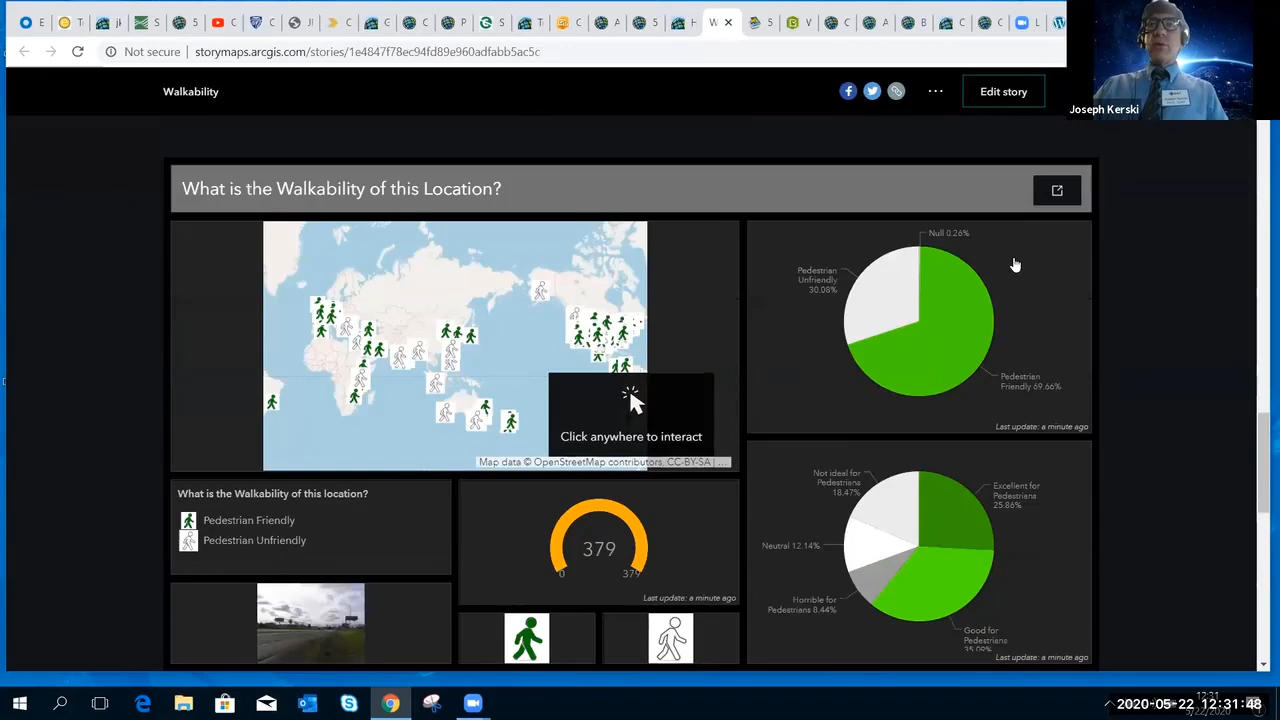 Not secure
storymaps.arcgis.com/stories/1e4847f78ec94fd89e960adfabb5ac5c
Joseph Kerski
Walkability
Edit story
What is the Walkability of this Location?
Click anywhere to interact
Map data © OpenStreetMap contributors, CC-BY-SA | ...
Null 0.26%
Pedestrian
Unfriendly
30.08%
Pedestrian
Friendly 69.66%
Last update: a minute ago
What is the Walkability of this location?
Pedestrian Friendly
Pedestrian Unfriendly
379
0
379
Last update: a minute ago
Not ideal for
Pedestrians
18.47%
Excellent for
Pedestrians
25.86%
Neutral 12.14%
Horrible for
Pedestrians 8.44%
Good for
Pedestrians
35.09%
Last update: a minute ago
12:31
2020-05-22 12:31:48